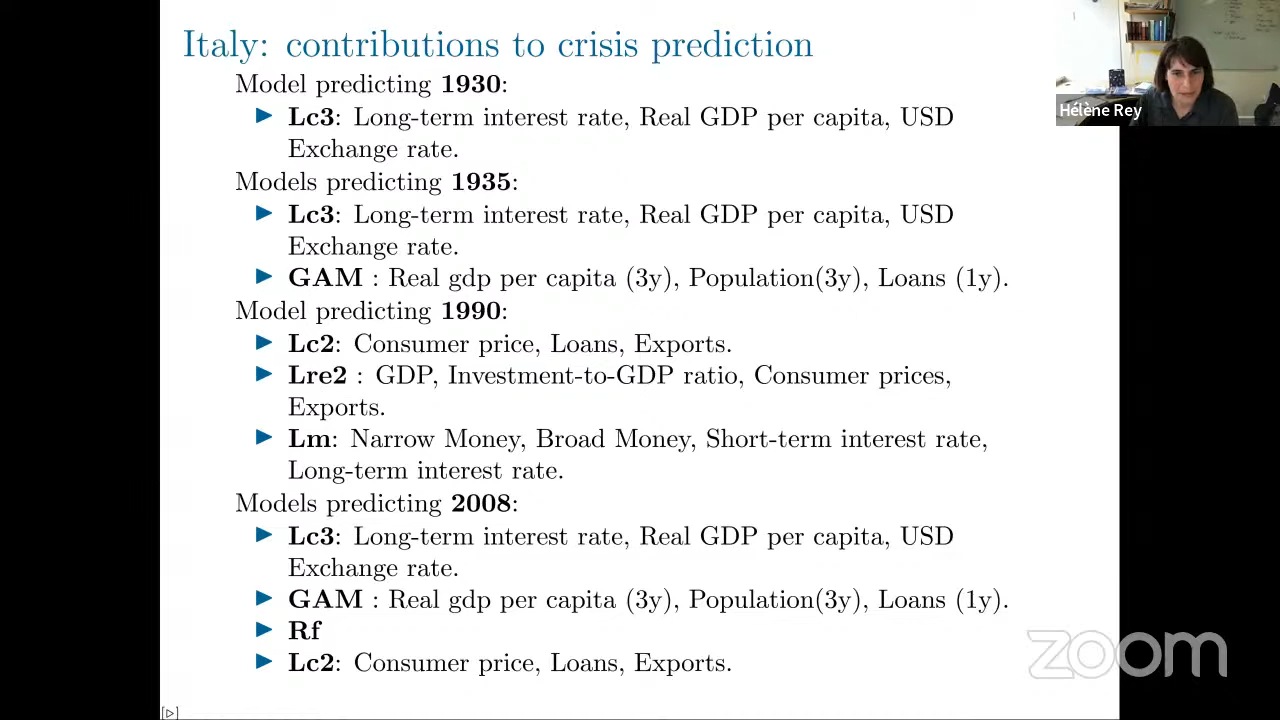 Italy: contributions to crisis prediction
Model predicting 1930:
Lc3: Long-term interest rate, Real GDP per capita, USD
Exchange rate.
Models predicting 1935:
Lc3: Long-term interest rate, Real GDP per capita, USD
Exchange rate.
GAM : Real gdp per capita (3y), Population(3y), Loans (1y).
Model predicting 1990:
Lc2: Consumer price, Loans, Exports.
Lre2 : GDP, Investment-to-GDP ratio, Consumer prices,
Exports.
Lm: Narrow Money, Broad Money, Short-term interest rate,
Long-term interest rate.
Models predicting 2008:
Lc3: Long-term interest rate, Real GDP per capita, USD
Exchange rate.
GAM : Real gdp per capita (3y), Population(3y), Loans (1y).
Rf
Lc2: Consumer price, Loans, Exports.
Hélène Rey
zoom